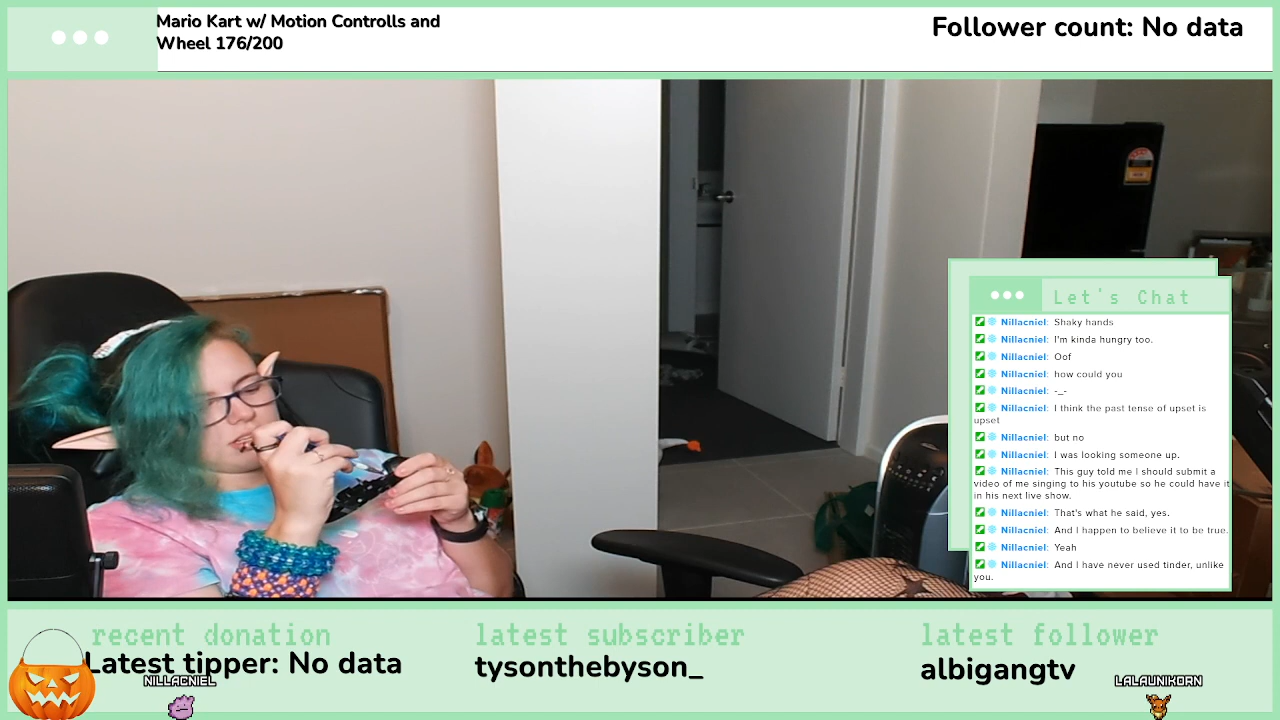 Mario Kart w/ Motion Controlls and
Wheel 176/200
Follower count: No data
Let's Chat
Nillacniel: Shaky hands
Nillacniel: I'm kinda hungry too.
Nillacniel: Oof
Nillacniel: how could you
Nillacniel: -_-
Nillacniel: I think the past tense of upset is
upset
Nillacniel: but no
Nillacniel: I was looking someone up.
Nillacniel: This guy told me I should submit a
video of me singing to his youtube so he could have it
in his next live show.
Nillacniel: That's what he said, yes.
Nillacniel: And I happen to believe it to be true.
Nillacniel: Yeah
Nillacniel: And I have never used tinder, unlike
you.
recent donation
Latest tipper: No data
latest subscriber
tysonthebyson_
latest follower
albigangtv
NILLACNIEL
LALAUNIKORN